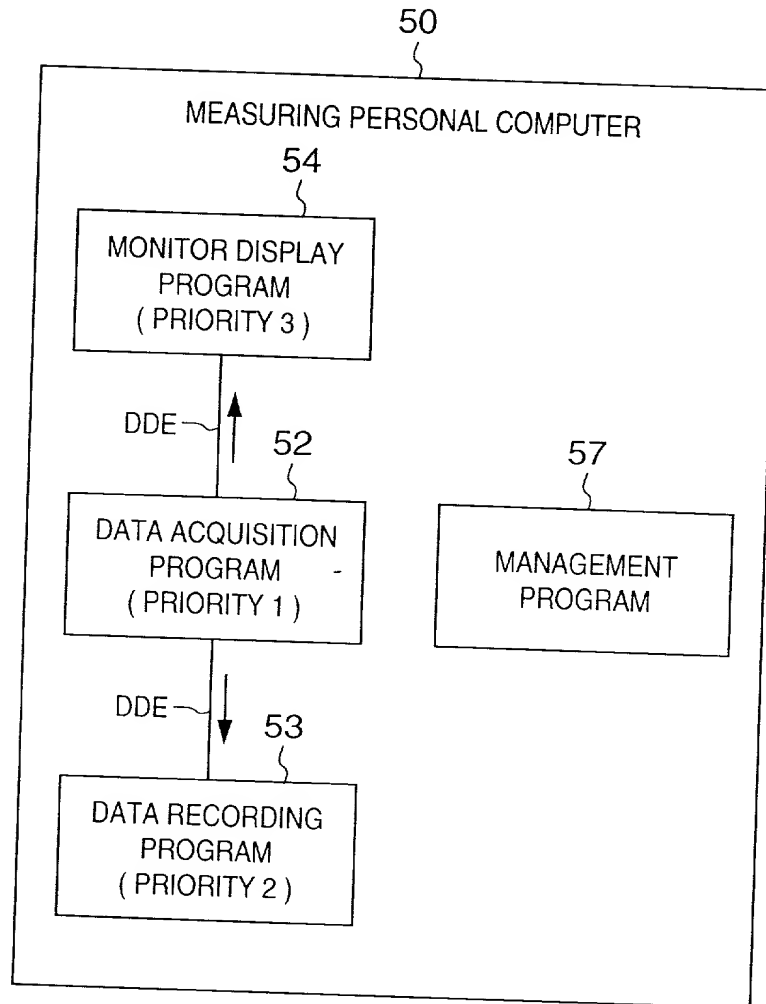 50
MEASURING PERSONAL COMPUTER
54
MONITOR DISPLAY
PROGRAM
( PRIORITY 3 )
DDE
52
57
DATA ACQUISITION
PROGRAM
( PRIORITY 1 )
MANAGEMENT
PROGRAM
DDE
53
DATA RECORDING
PROGRAM
( PRIORITY 2 )